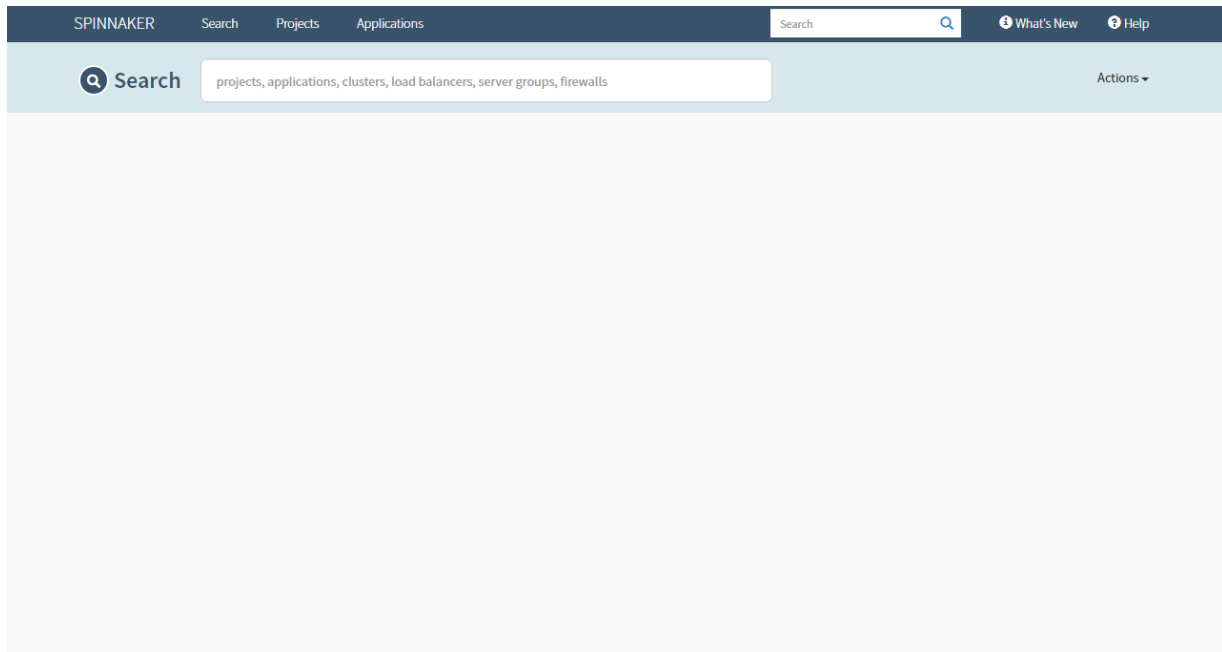 SPINNAKER Search Projects Applications Search What's New Help
Search projects, applications, clusters, load balancers, server groups, firewalls Actions